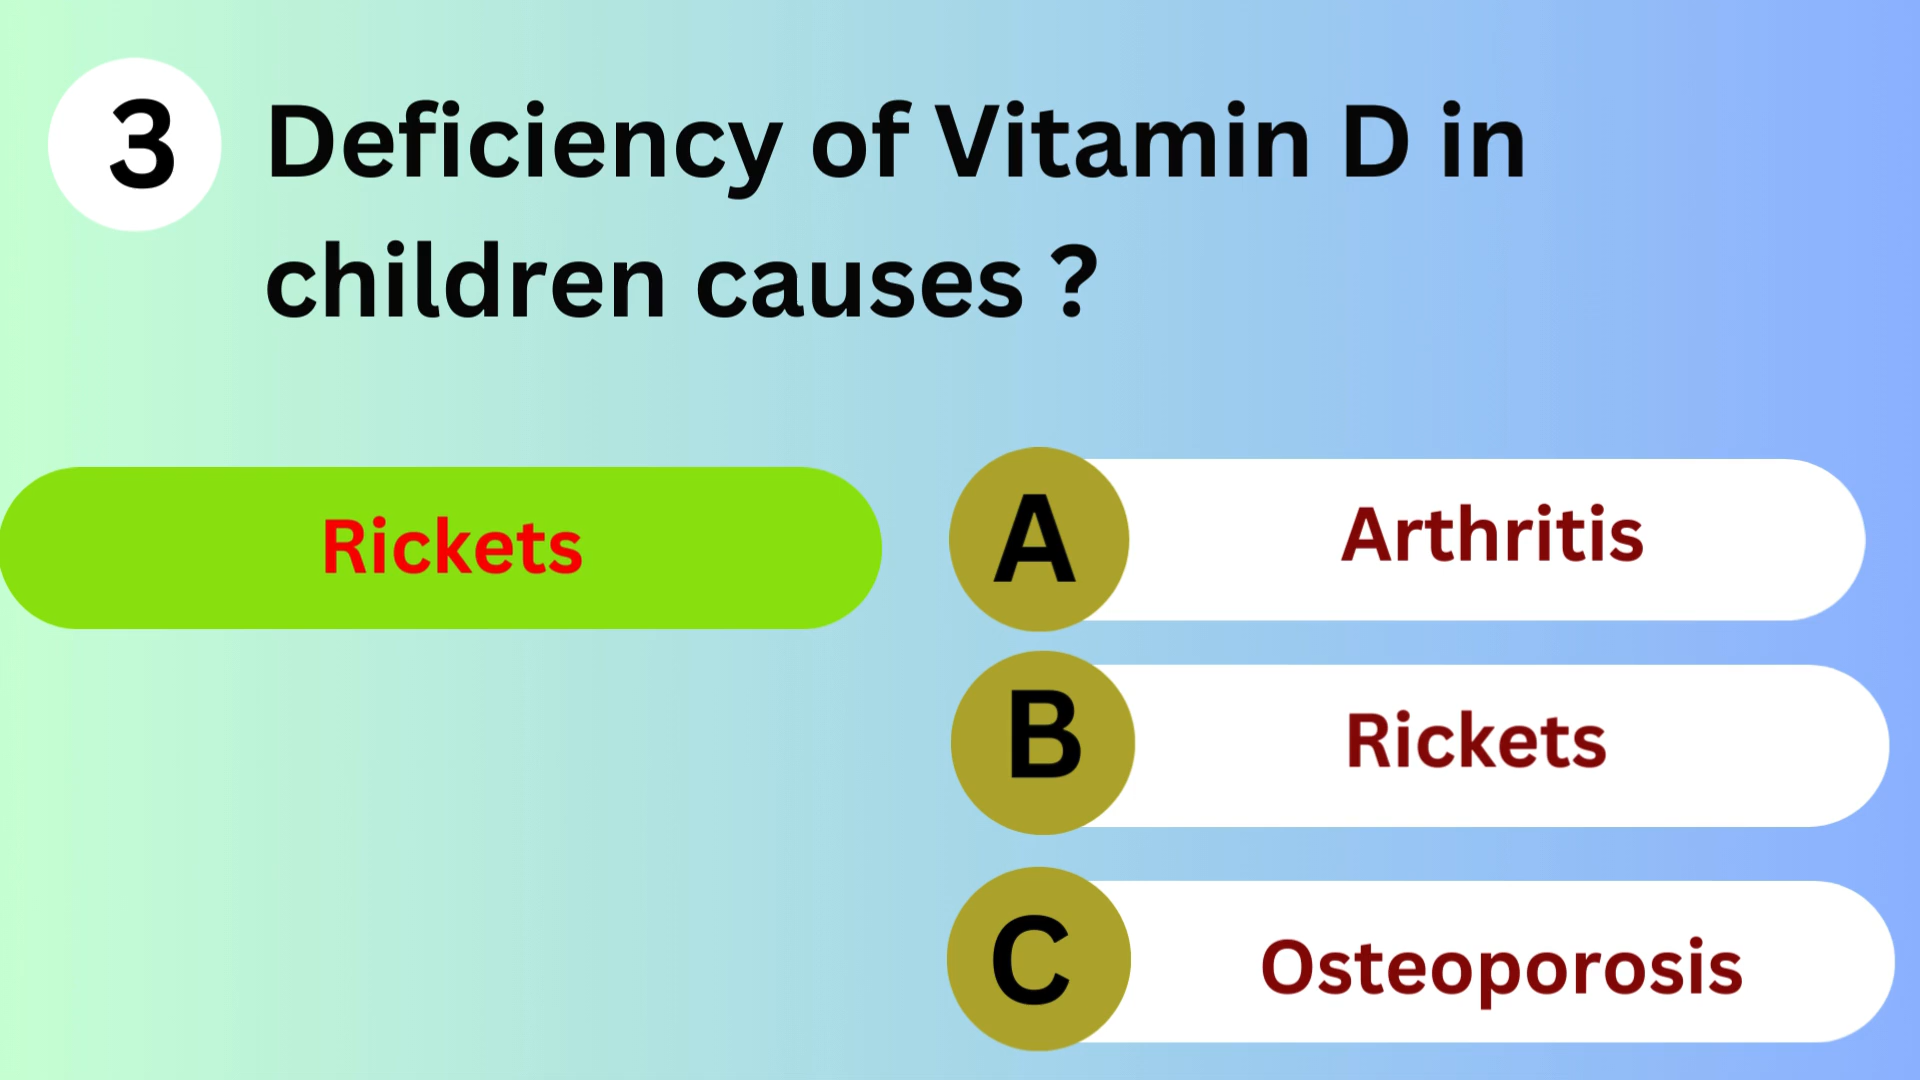 3
Deficiency of Vitamin D in
children causes ?
Rickets
A Arthritis
B Rickets
C Osteoporosis